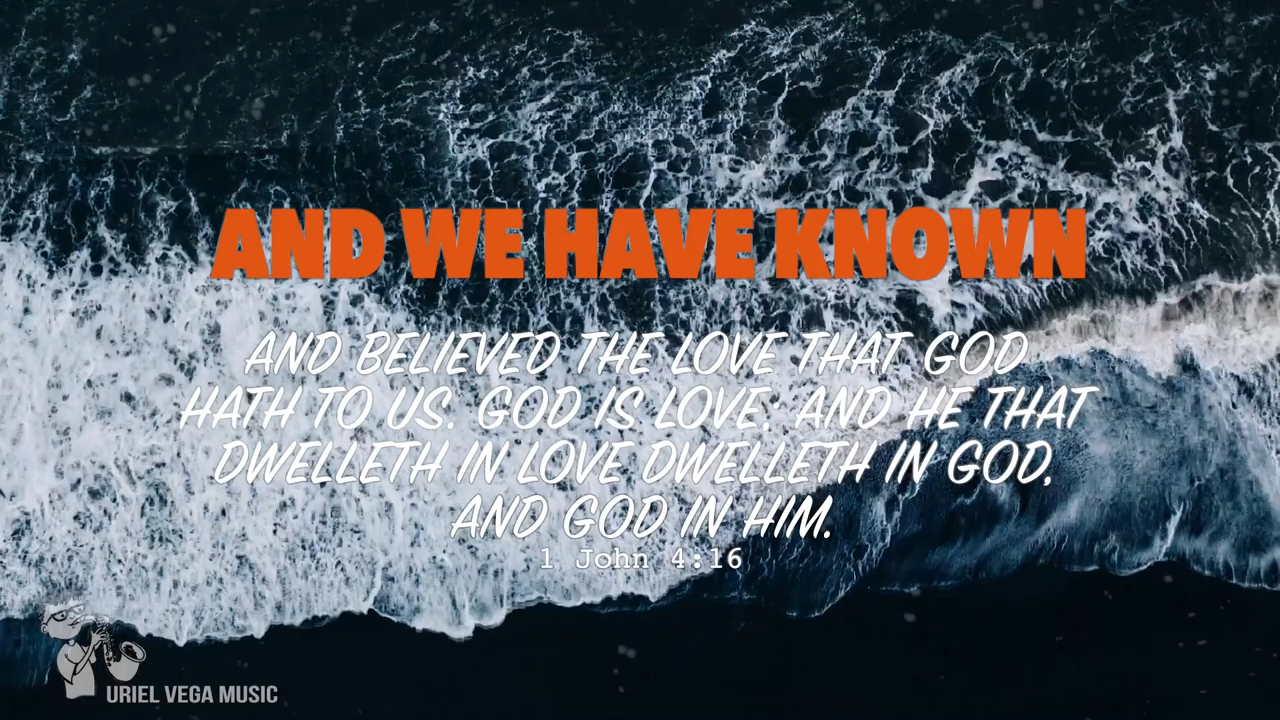 AND WE HAVE KNOWN
AND BELIEVED THE LOVE THAT GOD
HATH TO US. GOD IS LOVE; AND HE THAT
DWELLETH IN LOVE DWELLETH IN GOD,
AND GOD IN HIM.
1 John 4:16
URIEL VEGA MUSIC